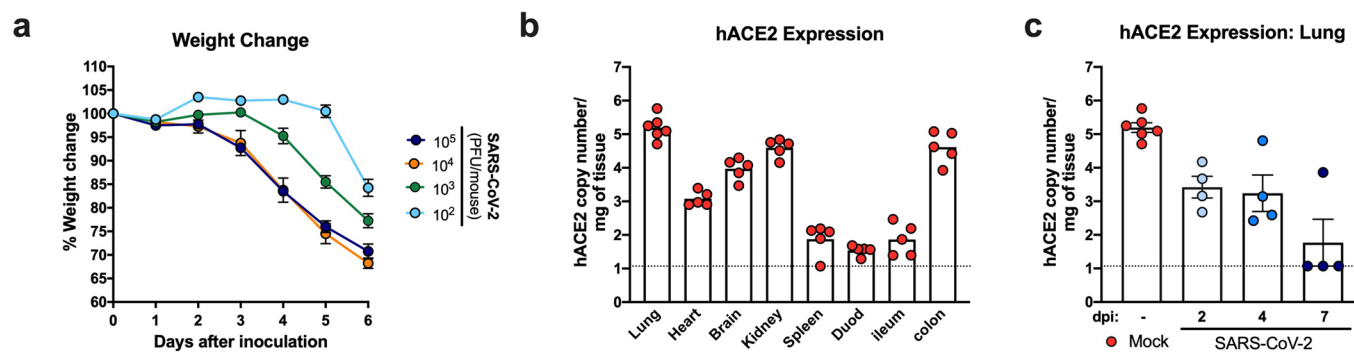 a
Weight Change
% Weight change
110
105
100
95
90
85
80
75
70
65
60
0 1 2 3 4 5 6
Days after inoculation
10⁵
10⁴
10³
10²
SARS-CoV-2
(PFU/mouse)
b
hACE2 Expression
hACE2 copy number/
mg of tissue
7
6
5
4
3
2
1
0
Lung Heart Brain Kidney Spleen Duod ileum colon
c
hACE2 Expression: Lung
hACE2 copy number/
mg of tissue
7
6
5
4
3
2
1
0
dpi: - 2 4 7
Mock SARS-CoV-2